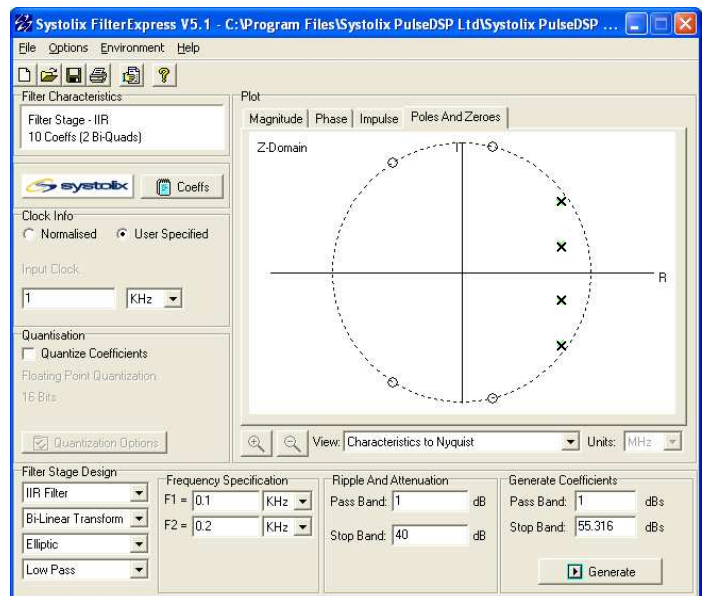 Systolix FilterExpress V5.1 - C:\Program Files\Systolix PulseDSP Ltd\Systolix PulseDSP ...
File Options Environment Help
Filter Characteristics
Filter Stage - IIR
10 Coeffs (2 Bi-Quads)
systolix
Coeffs
Clock Info
Normalised User Specified
Input Clock
1 KHz
Quantisation
Quantize Coefficients
Floating Point Quantization
16 Bits
Quantization Options
Plot
Magnitude Phase Impulse Poles And Zeroes
Z-Domain
I
R
View: Characteristics to Nyquist Units: MHz
Filter Stage Design
IIR Filter
Bi-Linear Transform
Elliptic
Low Pass
Frequency Specification
F1 = 0.1 KHz
F2 = 0.2 KHz
Ripple And Attenuation
Pass Band: 1 dB
Stop Band: 40 dB
Generate Coefficients
Pass Band: 1 dBs
Stop Band: 55.316 dBs
Generate